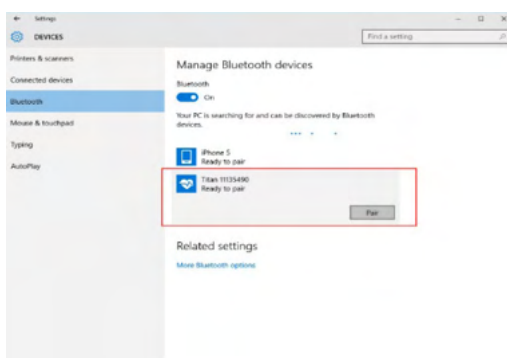 Settings
DEVICES
Find a setting
Printers & scanners
Connected devices
Bluetooth
Mouse & touchpad
Typing
AutoPlay
Manage Bluetooth devices
Bluetooth
On
Your PC is searching for and can be discovered by Bluetooth
devices.
iPhone 5
Ready to pair
Titan 11135490
Ready to pair
Pair
Related settings
More Bluetooth options